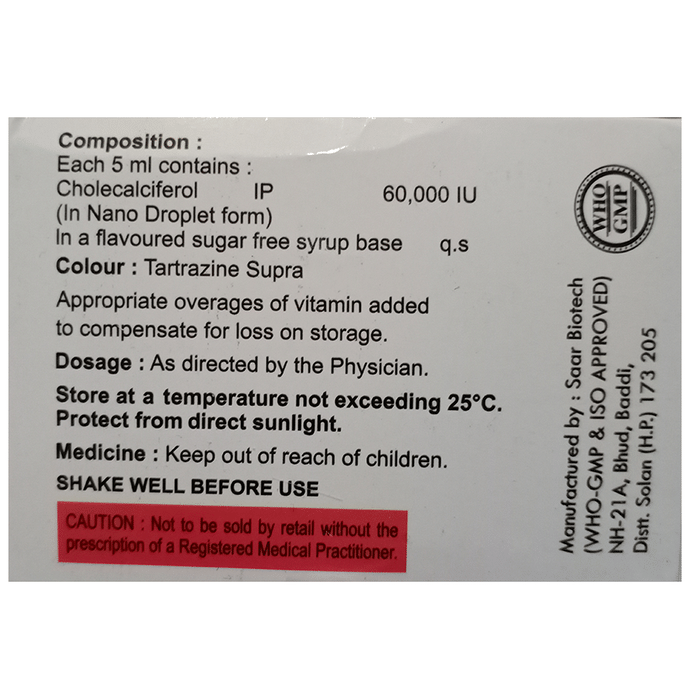 Composition :
Each 5 ml contains :
Cholecalciferol IP 60,000 IU
(In Nano Droplet form)
In a flavoured sugar free syrup base q.s
Colour : Tartrazine Supra
Appropriate overages of vitamin added
to compensate for loss on storage.
Dosage : As directed by the Physician.
Store at a temperature not exceeding 25°C.
Protect from direct sunlight.
Medicine : Keep out of reach of children.
SHAKE WELL BEFORE USE
CAUTION : Not to be sold by retail without the
prescription of a Registered Medical Practitioner.
WHO
GMP
Manufactured by : Saar Biotech
(WHO-GMP & ISO APPROVED)
NH-21A, Bhud, Baddi,
Distt. Solan (H.P.) 173 205